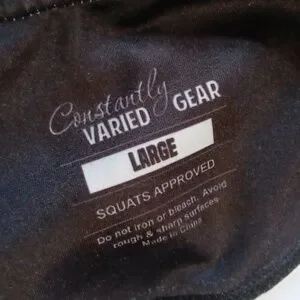 Constantly
VARIED GEAR
LARGE
SQUATS APPROVED
Do not iron or bleach. Avoid
rough & sharp surfaces
Made in China